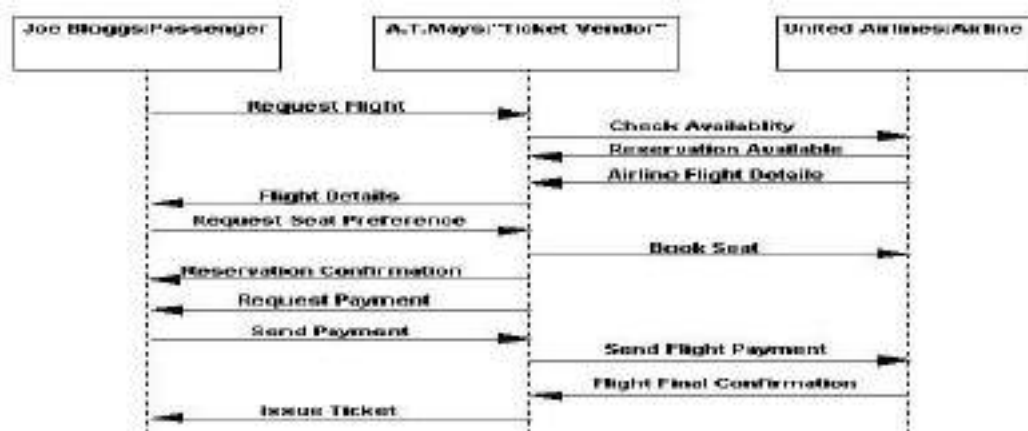 Joe Bloggs:Passenger
A.T.Mays:"Ticket Vendor"
United Airlines:Airline
Request Flight
Check Availablity
Reservation Available
Airline Flight Details
Flight Details
Request Seat Preference
Book Seat
Reservation Confirmation
Request Payment
Send Payment
Send Flight Payment
Flight Final Confirmation
Issue Ticket